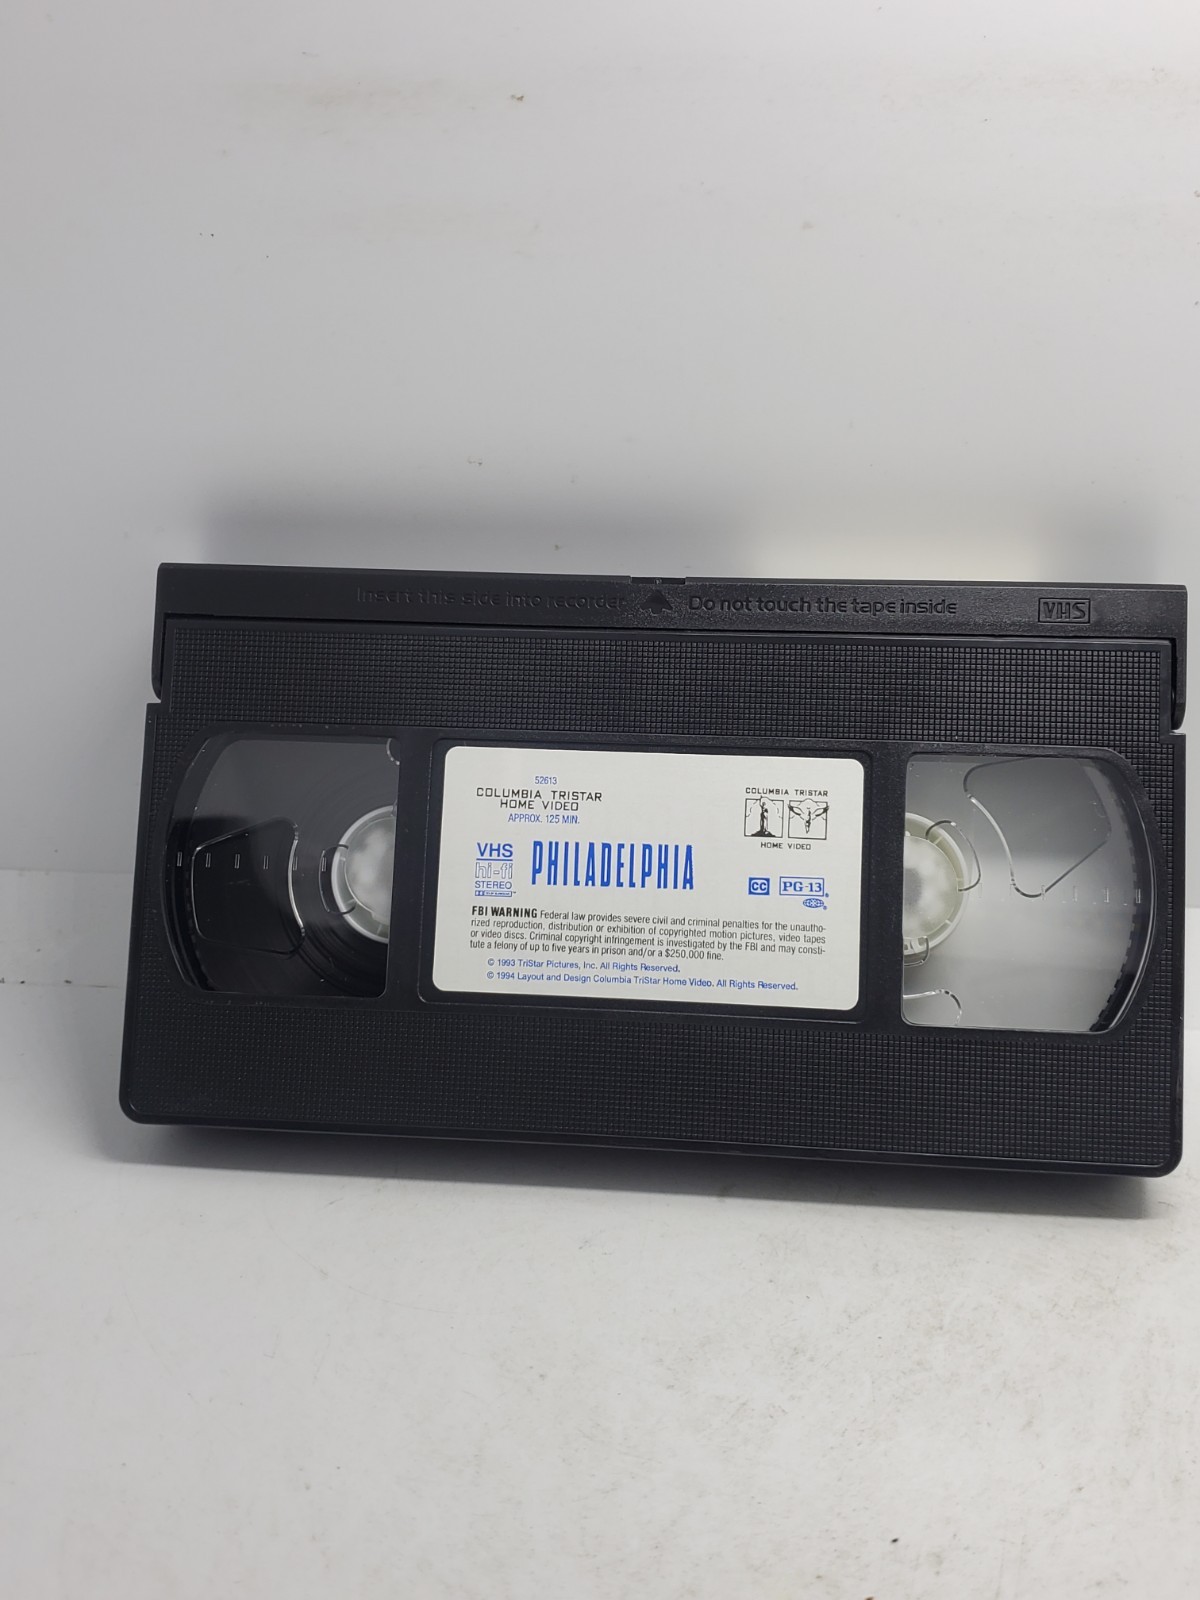 Insert this side into recorder Do not touch the tape inside VHS
52613
COLUMBIA TRISTAR
HOME VIDEO
APPROX. 125 MIN.
COLUMBIA TRISTAR
HOME VIDEO
VHS
hi-fi
STEREO
PHILADELPHIA
CC PG-13
FBI WARNING Federal law provides severe civil and criminal penalties for the unautho-
rized reproduction, distribution or exhibition of copyrighted motion pictures, video tapes
or video discs. Criminal copyright infringement is investigated by the FBI and may consti-
tute a felony of up to five years in prison and/or a $250,000 fine.
© 1993 TriStar Pictures, Inc. All Rights Reserved.
© 1994 Layout and Design Columbia TriStar Home Video. All Rights Reserved.